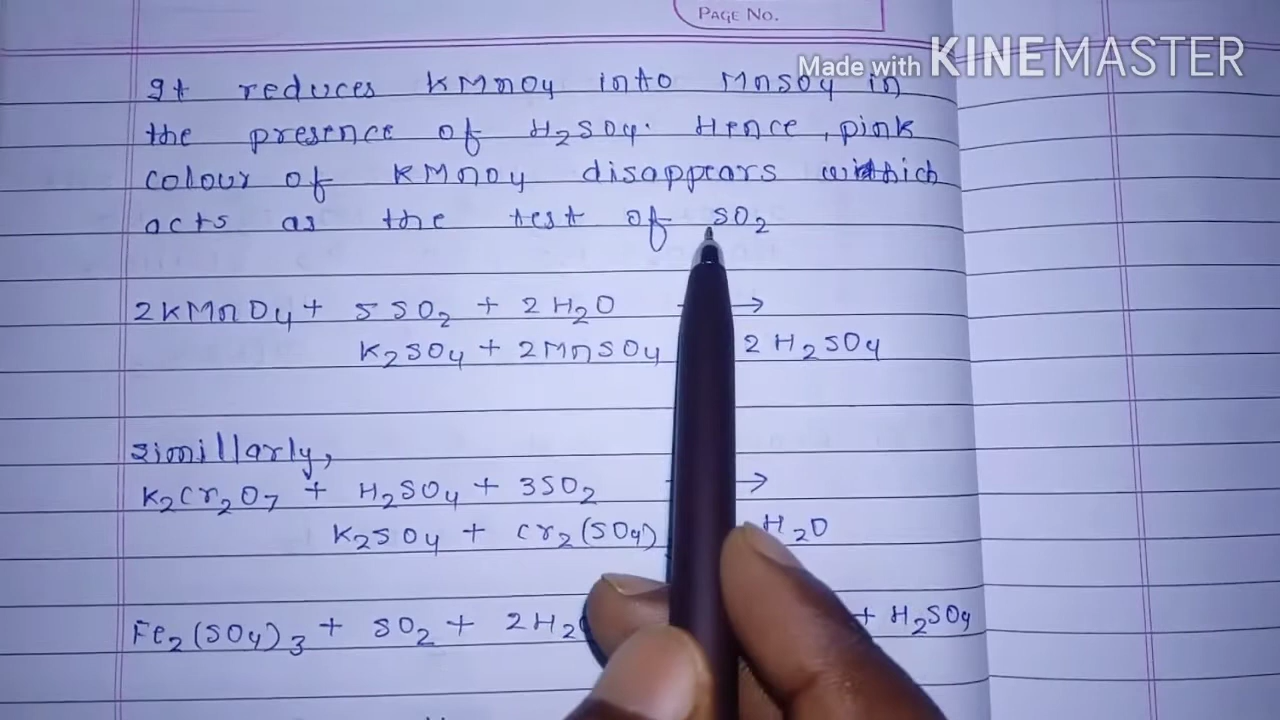 PAGE NO.
Made with KINEMASTER
It reduces KMnO4 into MnSO4 in
the presence of H2SO4. Hence, pink
colour of KMnO4 disappears which
acts as the test of SO2
2KMnO4 + 5SO2 + 2H2O →
K2SO4 + 2MnSO4 2H2SO4
Simillarly,
K2Cr2O7 + H2SO4 + 3SO2 →
K2SO4 + Cr2(SO4) H2O
Fe2(SO4)3 + SO2 + 2H2O + H2SO4